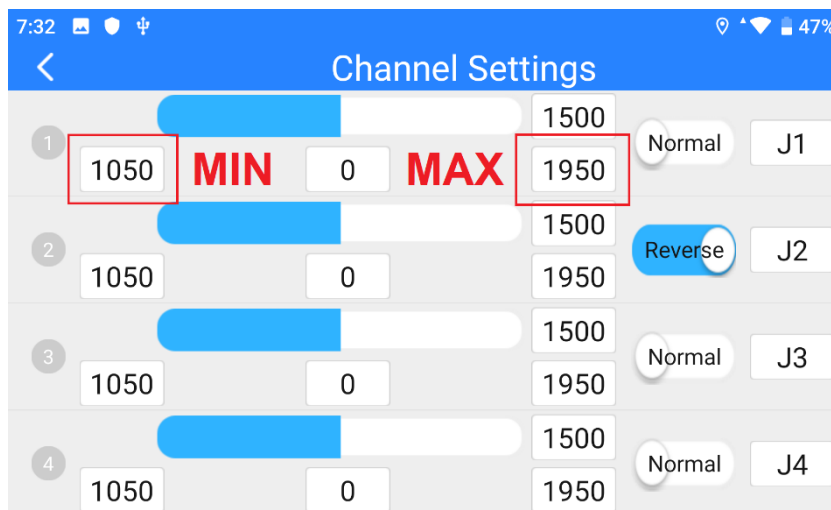 7:32 47%
Channel Settings
1500
1 Normal J1
1050 MIN 0 MAX 1950
1500
2 Reverse J2
1050 0 1950
1500
3 Normal J3
1050 0 1950
1500
4 Normal J4
1050 0 1950